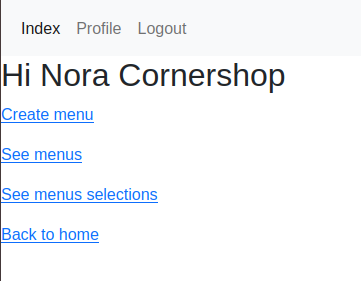 Index Profile Logout
Hi Nora Cornershop
Create menu
See menus
See menus selections
Back to home